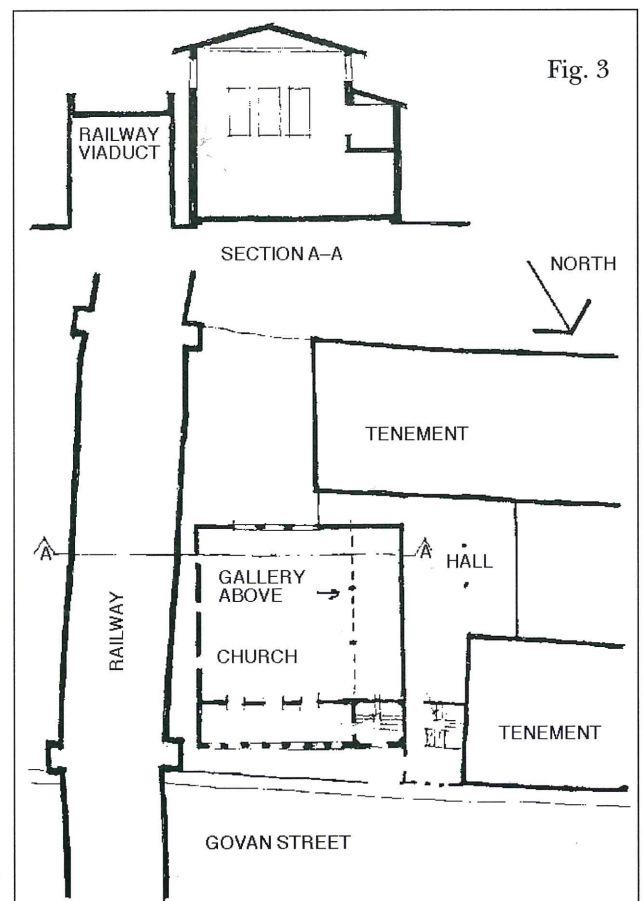 Fig. 3
RAILWAY
VIADUCT
SECTION A–A
NORTH
TENEMENT
A
A
HALL
GALLERY
ABOVE
RAILWAY
CHURCH
TENEMENT
GOVAN STREET